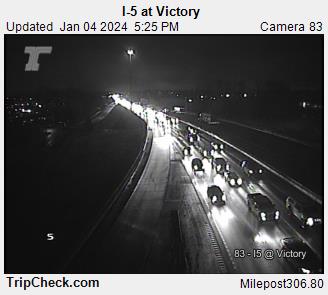 I-5 at Victory
Updated Jan 04 2024 5:25 PM Camera 83
T
S
83 - I5 @ Victory
TripCheck.com Milepost306.80